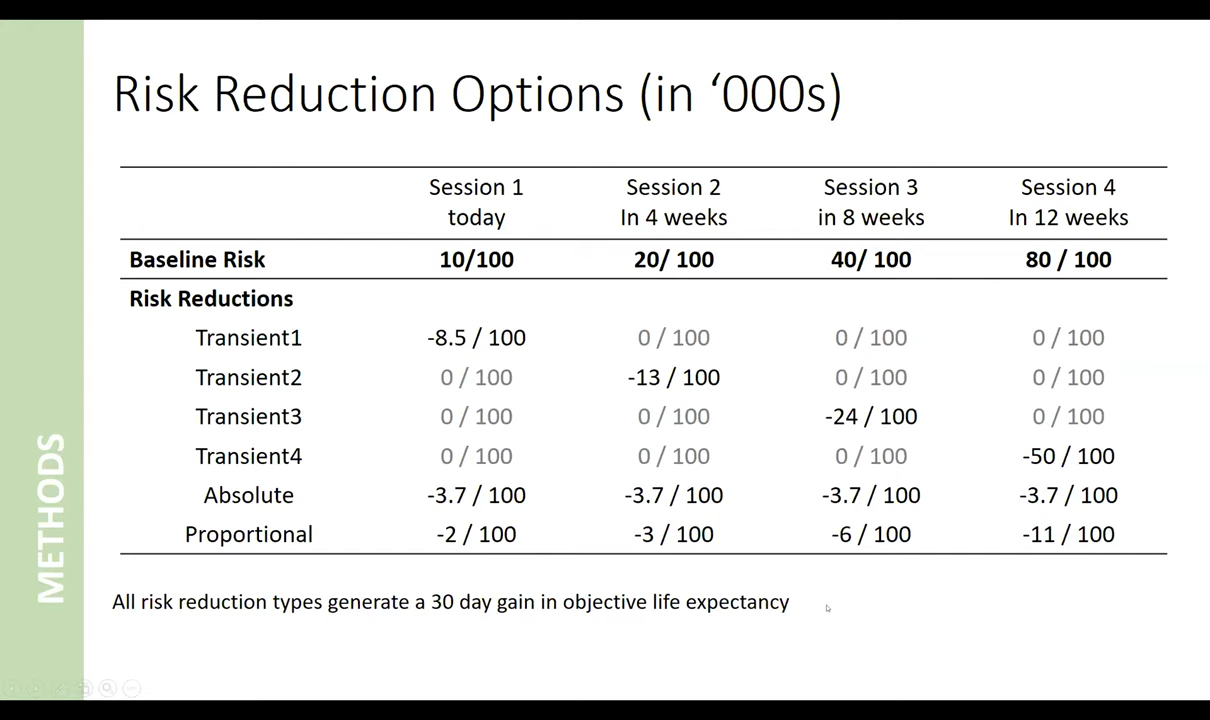 Risk Reduction Options (in ‘000s)
Session 1 Session 2 Session 3 Session 4
today In 4 weeks in 8 weeks In 12 weeks
Baseline Risk 10/100 20/ 100 40/ 100 80 / 100
Risk Reductions
Transient1 -8.5 / 100 0 / 100 0 / 100 0 / 100
Transient2 0 / 100 -13 / 100 0 / 100 0 / 100
Transient3 0 / 100 0 / 100 -24 / 100 0 / 100
Transient4 0 / 100 0 / 100 0 / 100 -50 / 100
Absolute -3.7 / 100 -3.7 / 100 -3.7 / 100 -3.7 / 100
Proportional -2 / 100 -3 / 100 -6 / 100 -11 / 100
All risk reduction types generate a 30 day gain in objective life expectancy
METHODS